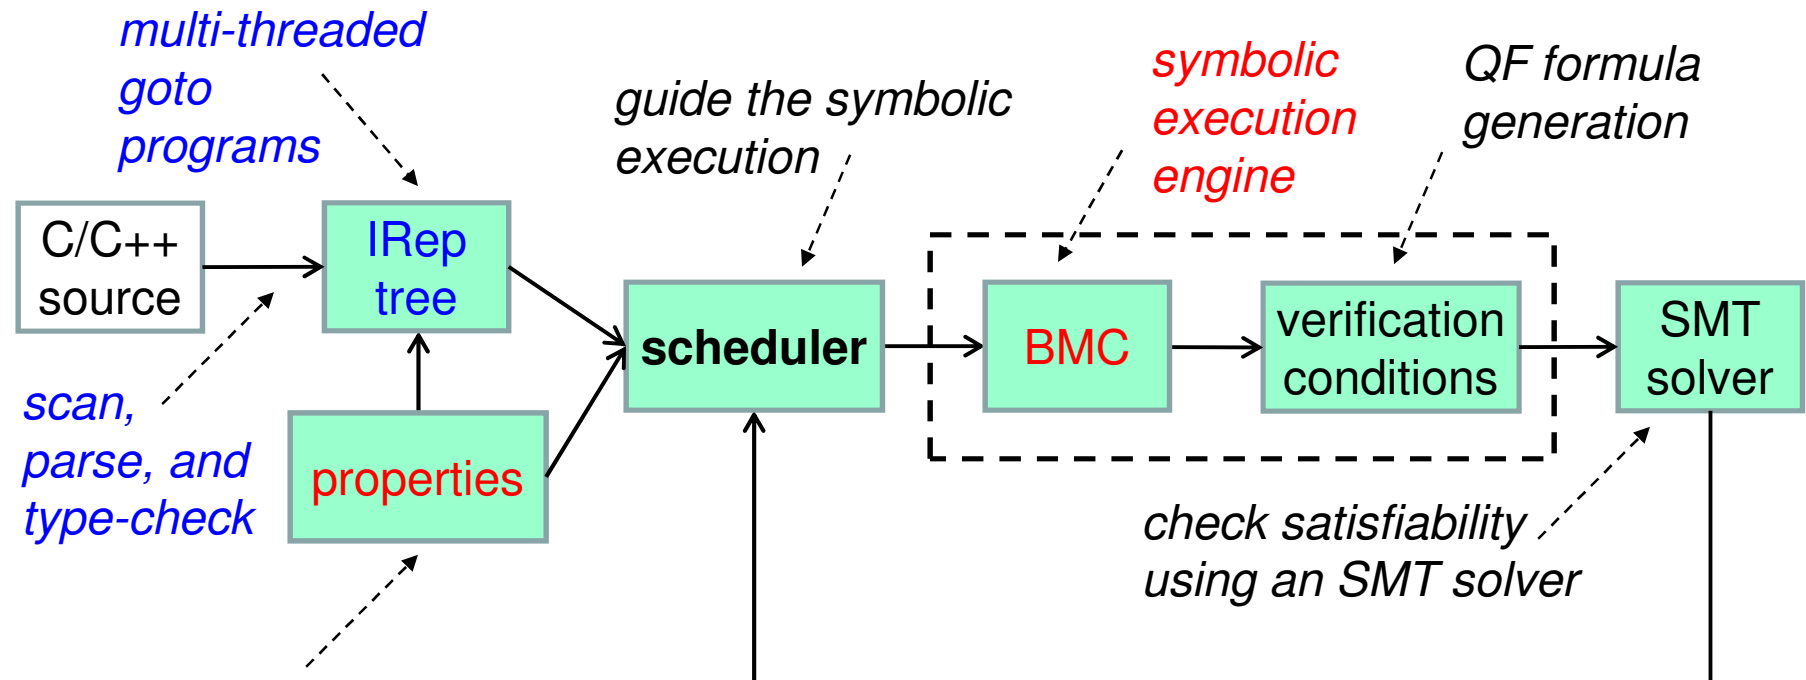 multi-threaded
goto
programs
guide the symbolic
execution
symbolic
execution
engine
QF formula
generation
C/C++
source
IRep
tree
scheduler
BMC
verification
conditions
SMT
solver
scan,
parse, and
type-check
properties
check satisfiability
using an SMT solver